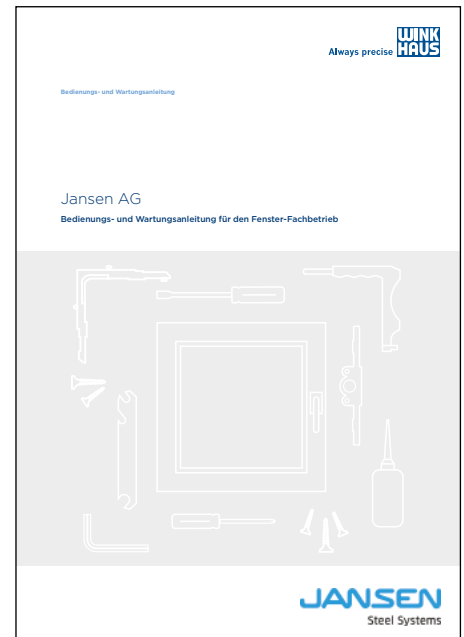 Always precise
WINK
HAUS
Bedienungs- und Wartungsanleitung
Jansen AG
Bedienungs- und Wartungsanleitung für den Fenster-Fachbetrieb
JANSEN
Steel Systems